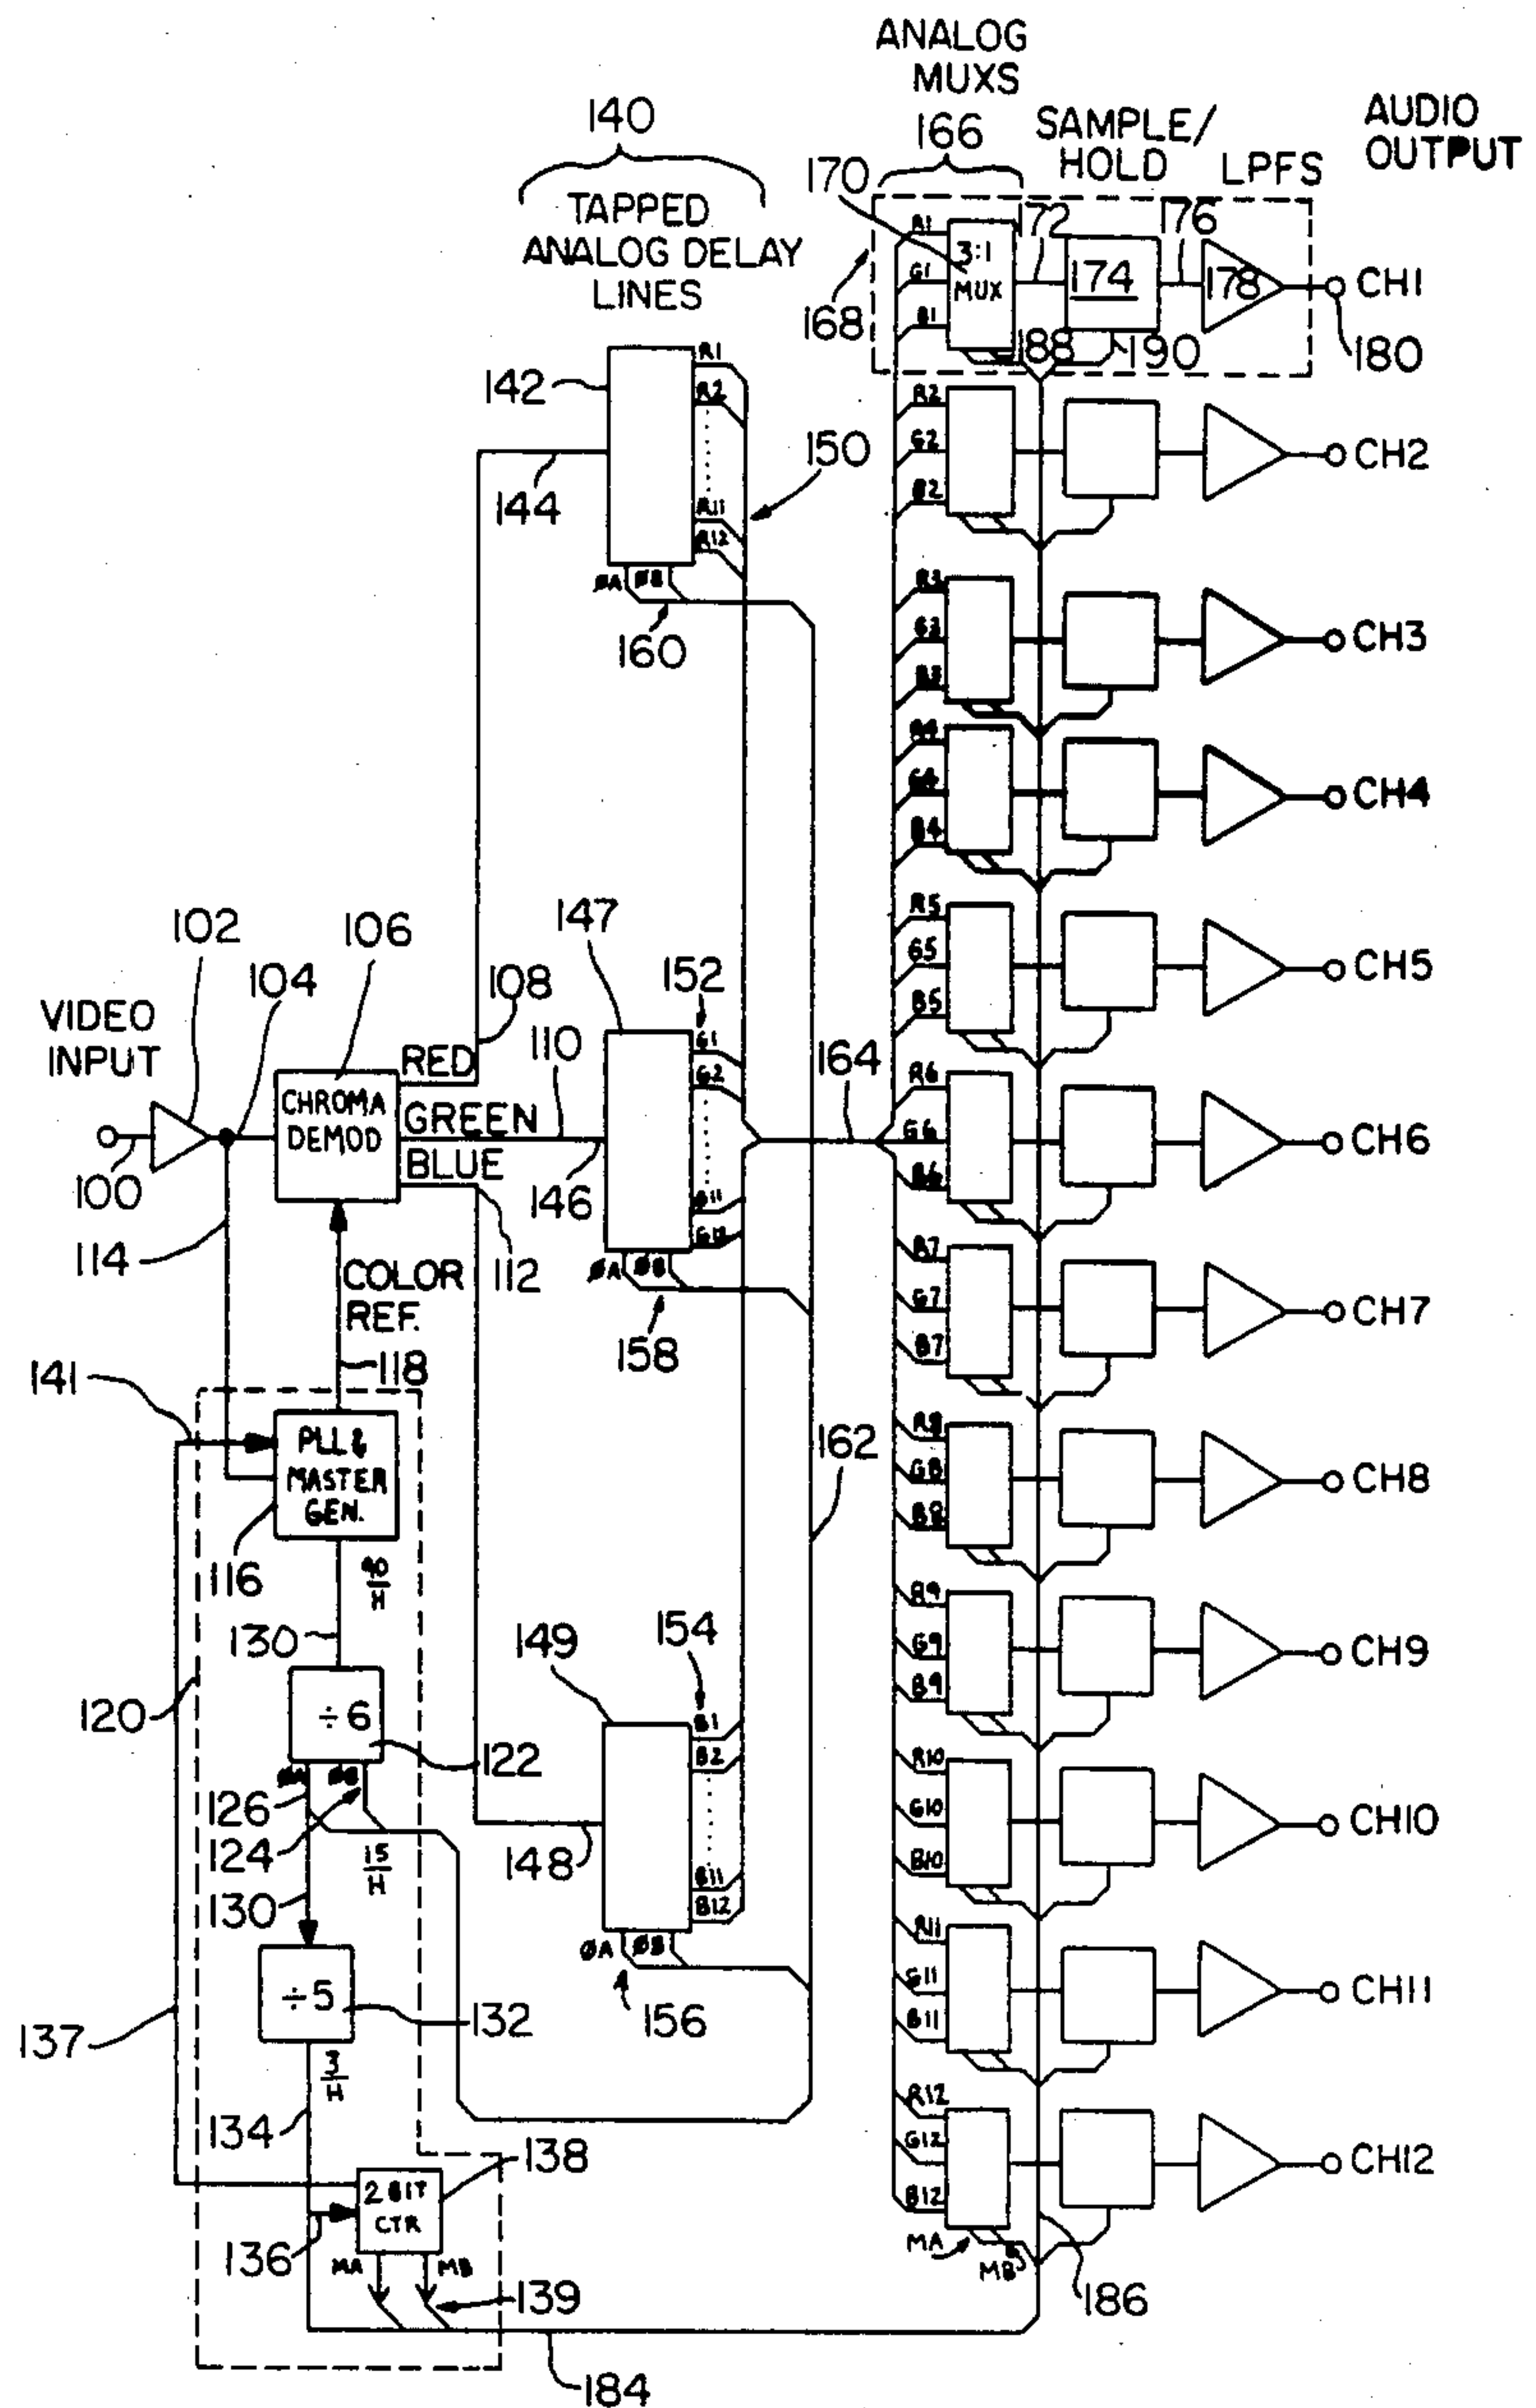 ANALOG
MUXS
166
SAMPLE/
HOLD
LPFS
AUDIO
OUTPUT
140
TAPPED
ANALOG DELAY
LINES
170
168
R1
G1
B1
3:1
MUX
172
174
176
178
188
190
CH1
180
142
144
R1
R2
R11
R12
ØA
ØB
160
150
R2
G2
B2
CH2
R3
G3
B3
CH3
R4
G4
B4
CH4
R5
G5
B5
CH5
VIDEO
INPUT
100
102
104
106
CHROMA
DEMOD
RED
GREEN
BLUE
108
110
112
114
146
147
152
G1
G2
G12
ØA
ØB
158
164
R6
G6
B6
CH6
G7
B7
CH7
COLOR
REF.
118
141
PLL &
MASTER
GEN.
116
162
R8
G8
B8
CH8
90
H
130
R9
G9
B9
CH9
120
÷6
122
ØA
ØB
126
124
15
H
130
148
149
154
B1
B2
B11
B12
ØA
ØB
156
R10
G10
B10
CH10
÷5
132
137
3
H
134
R11
G11
B11
CH11
2 BIT
CTR
138
136
MA
MB
139
184
R12
G12
B12
MA
MB
186
CH12